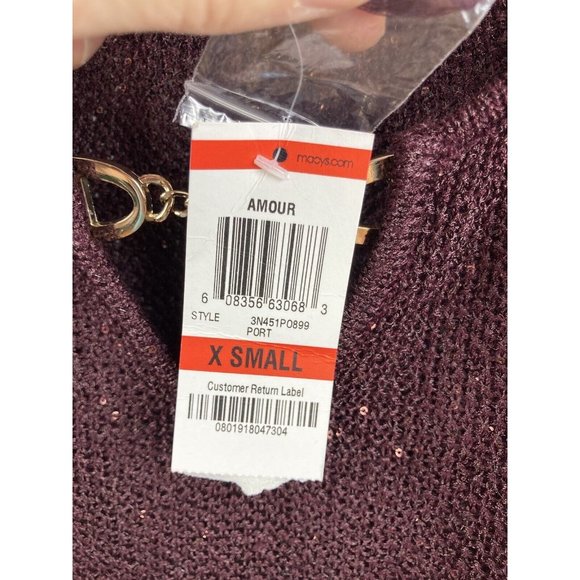 macys.com
AMOUR
6 08356 63068 3
STYLE 3N451P0899
PORT
X SMALL
Customer Return Label
0801918047304